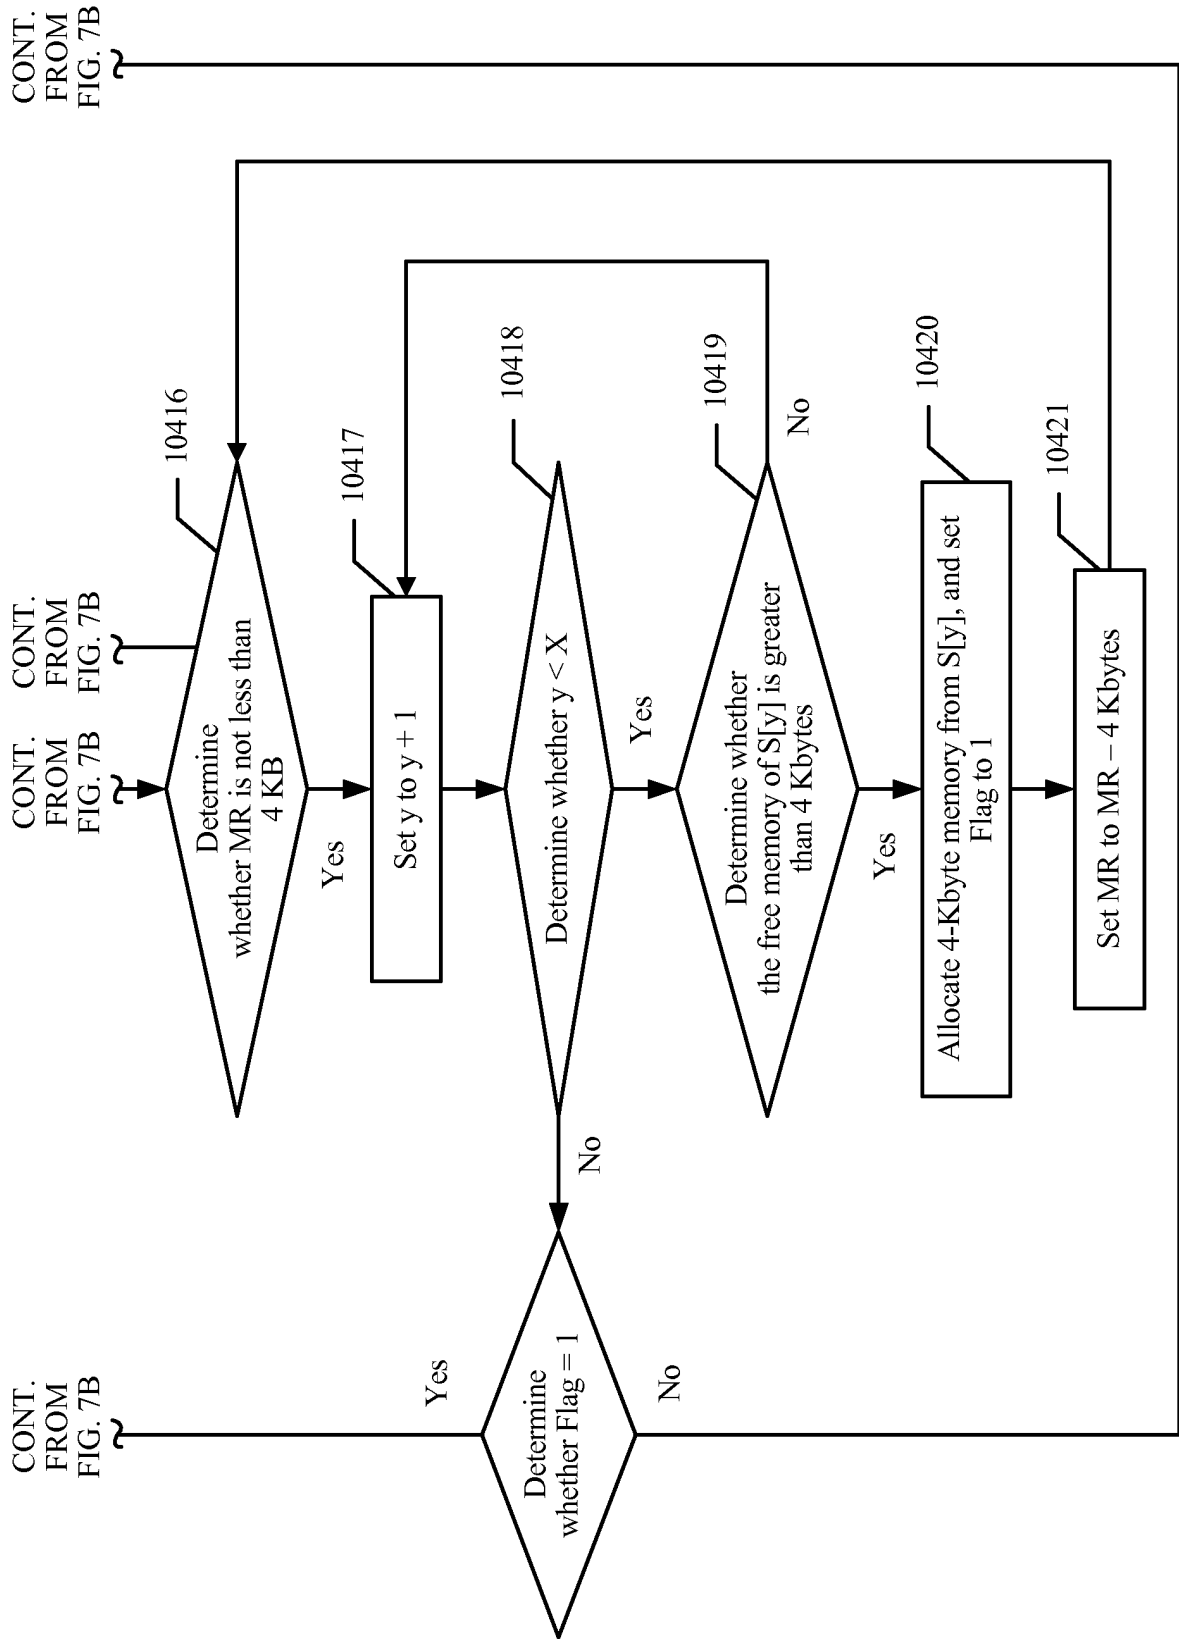 CONT.
FROM
FIG. 7B
CONT.
FROM
FIG. 7B
CONT.
FROM
FIG. 7B
CONT.
FROM
FIG. 7B
Determine
whether MR is not less than
4 KB
10416
Yes
Set y to y + 1
10417
Determine whether y < X
10418
No
Yes
Determine
whether Flag = 1
Yes
No
Determine whether
the free memory of S[y] is greater
than 4 Kbytes
10419
No
Yes
Allocate 4-Kbyte memory from S[y], and set
Flag to 1
10420
Set MR to MR – 4 Kbytes
10421